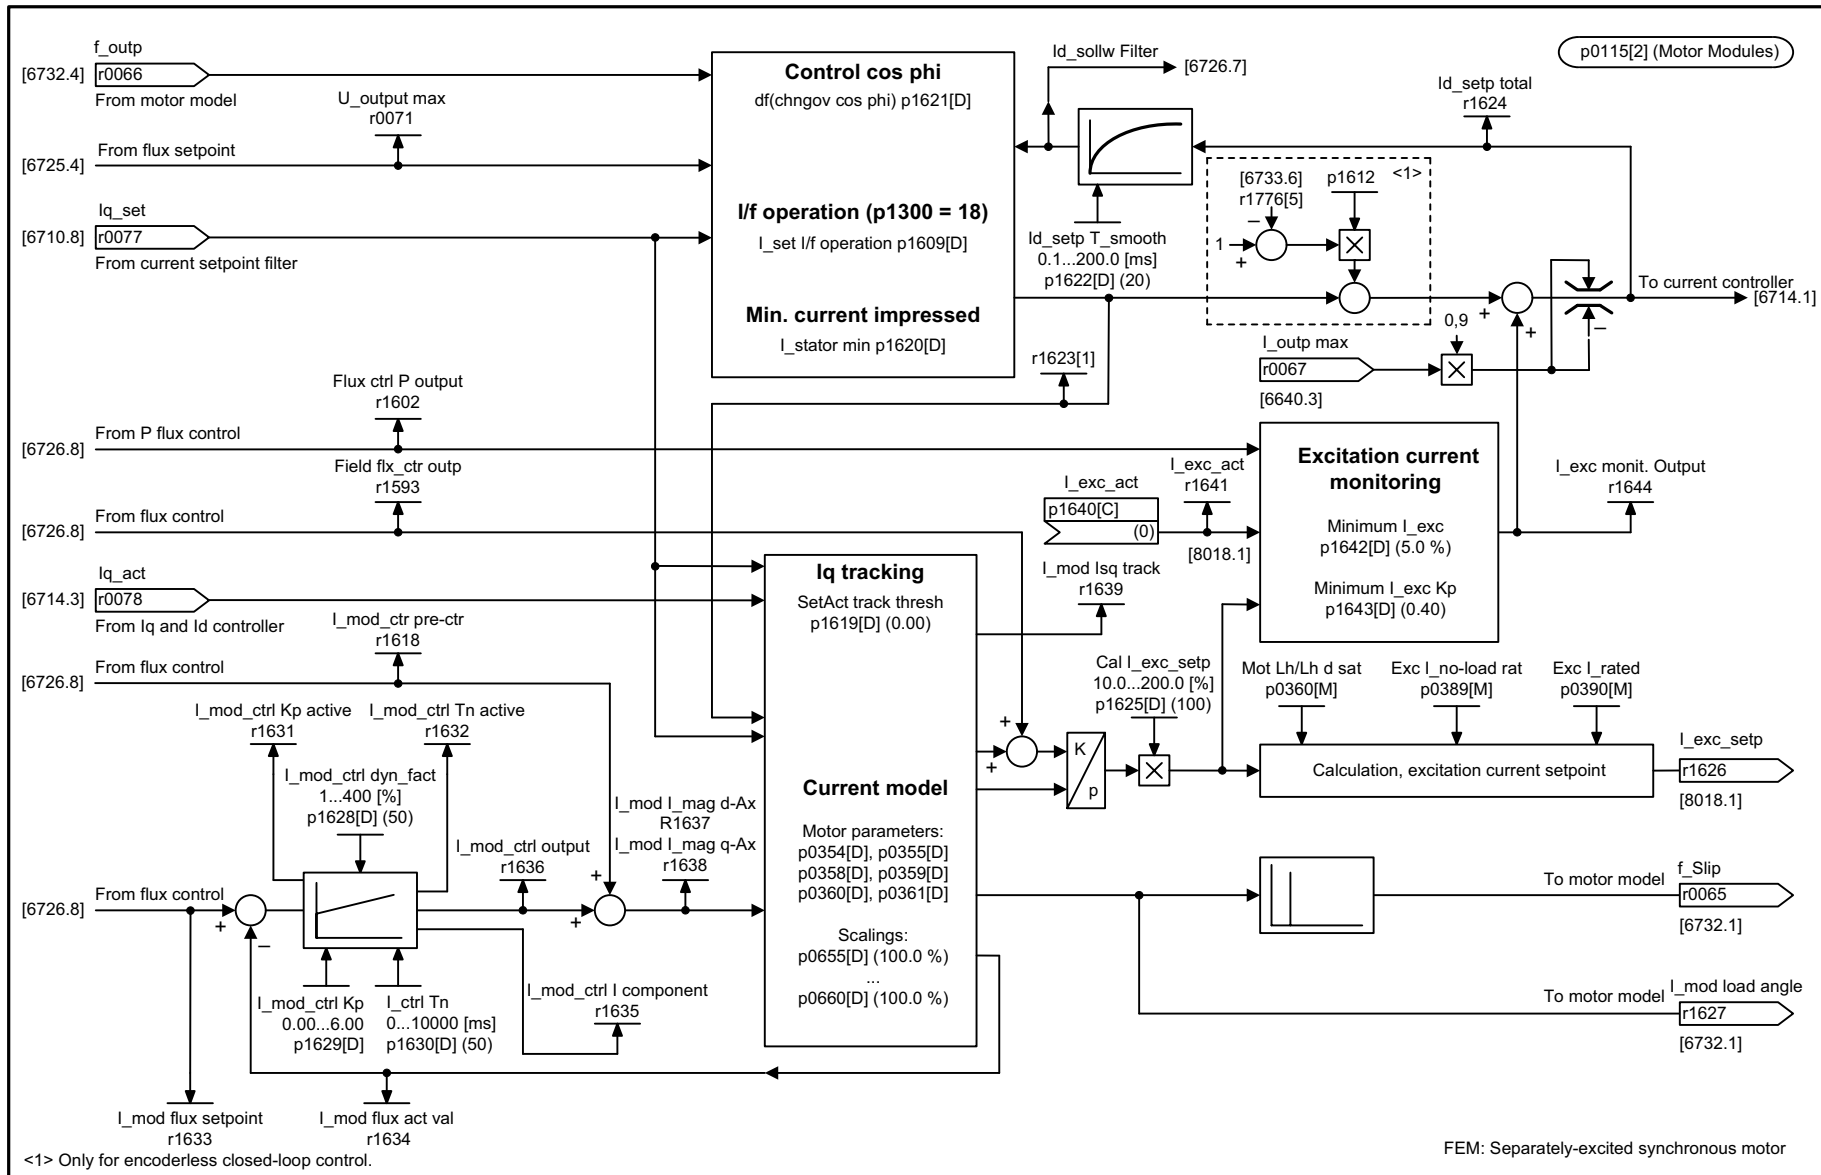 f_outp
[6732.4]
r0066
From motor model
U_output max
r0071
[6725.4]
From flux setpoint
Iq_set
[6710.8]
r0077
From current setpoint filter
Control cos phi
df(chngov cos phi) p1621[D]
I/f operation (p1300 = 18)
I_set I/f operation p1609[D]
Min. current impressed
I_stator min p1620[D]
Id_sollw Filter
[6726.7]
p0115[2] (Motor Modules)
Id_setp total
r1624
Id_setp T_smooth
0.1...200.0 [ms]
p1622[D] (20)
[6733.6]
r1776[5]
p1612
<1>
–
1
+
+
+
To current controller
[6714.1]
–
0,9
I_outp max
r0067
[6640.3]
r1623[1]
Flux ctrl P output
r1602
From P flux control
[6726.8]
Field flx_ctr outp
r1593
From flux control
[6726.8]
I_exc_act
p1640[C]
(0)
I_exc_act
r1641
[8018.1]
Excitation current
monitoring
Minimum I_exc
p1642[D] (5.0 %)
Minimum I_exc Kp
p1643[D] (0.40)
I_exc monit. Output
r1644
Iq_act
[6714.3]
r0078
From Iq and Id controller
I_mod_ctr pre-ctr
r1618
From flux control
[6726.8]
Iq tracking
SetAct track thresh
p1619[D] (0.00)
I_mod Isq track
r1639
Current model
Motor parameters:
p0354[D], p0355[D]
p0358[D], p0359[D]
p0360[D], p0361[D]
Scalings:
p0655[D] (100.0 %)
...
p0660[D] (100.0 %)
+
+
K
p
Cal I_exc_setp
10.0...200.0 [%]
p1625[D] (100)
Mot Lh/Lh d sat
p0360[M]
Exc I_no-load rat
p0389[M]
Exc I_rated
p0390[M]
Calculation, excitation current setpoint
I_exc_setp
r1626
[8018.1]
I_mod_ctrl Kp active
r1631
I_mod_ctrl Tn active
r1632
I_mod_ctrl dyn_fact
1...400 [%]
p1628[D] (50)
I_mod_ctrl output
r1636
I_mod I_mag d-Ax
R1637
I_mod I_mag q-Ax
r1638
From flux control
[6726.8]
+
–
+
+
I_mod_ctrl Kp
0.00...6.00
p1629[D]
I_ctrl Tn
0...10000 [ms]
p1630[D] (50)
I_mod_ctrl I component
r1635
To motor model
f_Slip
r0065
[6732.1]
To motor model
I_mod load angle
r1627
[6732.1]
I_mod flux setpoint
r1633
I_mod flux act val
r1634
<1> Only for encoderless closed-loop control.
FEM: Separately-excited synchronous motor